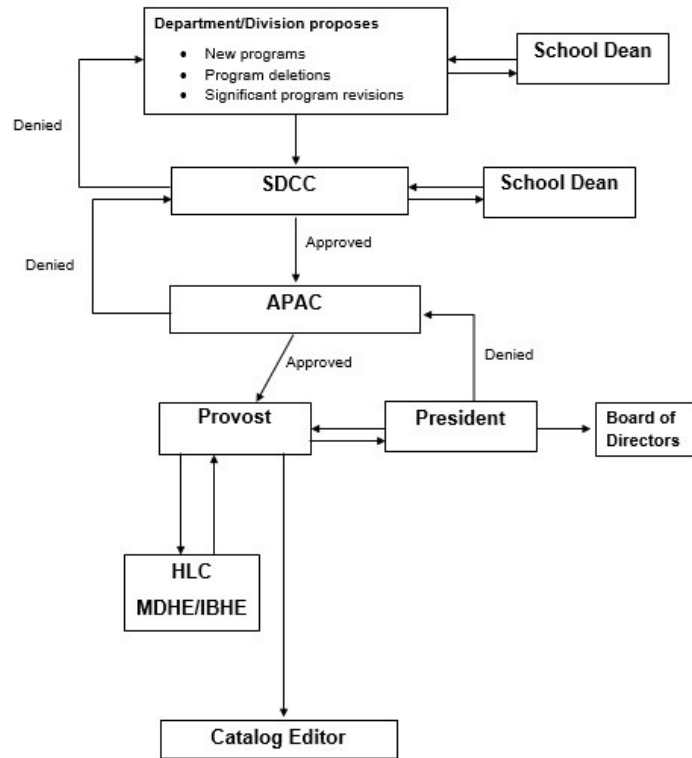 Department/Division proposes
• New programs
• Program deletions
• Significant program revisions
School Dean
Denied
SDCC
School Dean
Approved
Denied
APAC
Approved
Denied
Provost
President
Board of
Directors
HLC
MDHE/IBHE
Catalog Editor